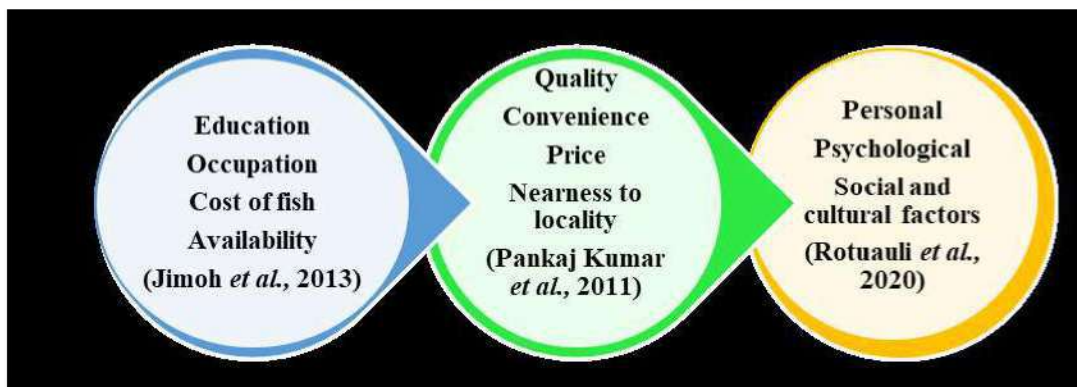 Education
Occupation
Cost of fish
Availability
(Jimoh et al., 2013)
Quality
Convenience
Price
Nearness to
locality
(Pankaj Kumar
et al., 2011)
Personal
Psychological
Social and
cultural factors
(Rotuauli et al.,
2020)